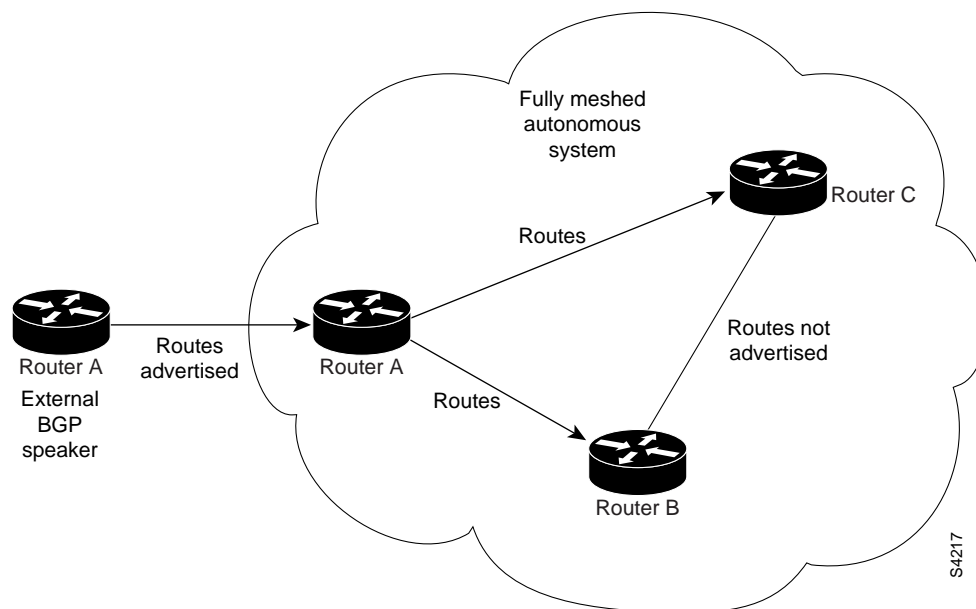 Fully meshed
autonomous
system
Router C
Routes
Routes not
advertised
Routes
advertised
Router A
External
BGP
speaker
Router A
Routes
Router B
S4217